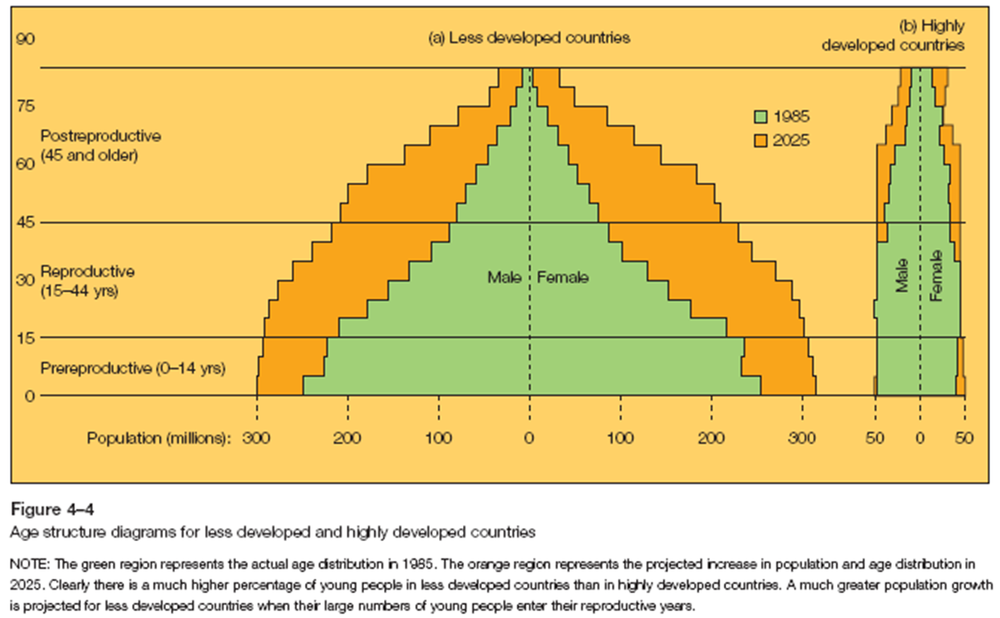 (a) Less developed countries
(b) Highly
developed countries
90
75
Postreproductive
(45 and older)
60
45
Reproductive
30
(15–44 yrs)
15
Prereproductive (0–14 yrs)
0
1985
2025
Male
Female
Male
Female
Population (millions): 300 200 100 0 100 200 300 50 0 50
Figure 4–4
Age structure diagrams for less developed and highly developed countries
NOTE: The green region represents the actual age distribution in 1985. The orange region represents the projected increase in population and age distribution in
2025. Clearly there is a much higher percentage of young people in less developed countries than in highly developed countries. A much greater population growth
is projected for less developed countries when their large numbers of young people enter their reproductive years.